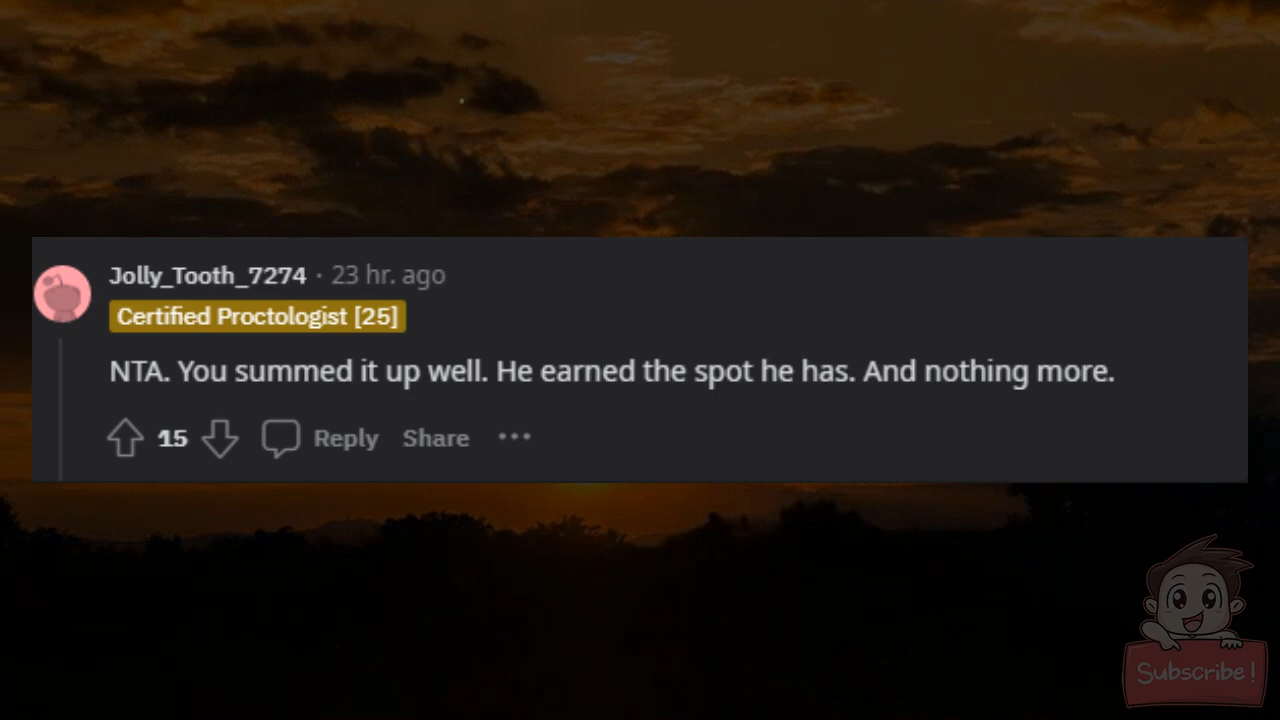 Jolly_Tooth_7274 · 23 hr. ago
Certified Proctologist [25]
NTA. You summed it up well. He earned the spot he has. And nothing more.
15 Reply Share ···
Subscribe!